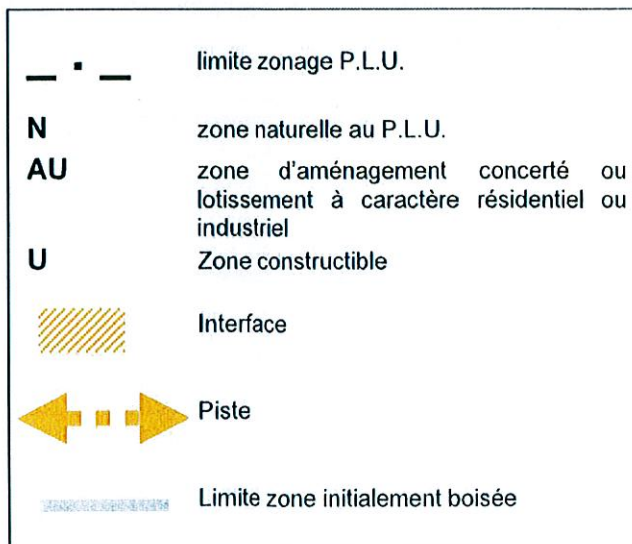 limite zonage P.L.U.
N zone naturelle au P.L.U.
AU zone d'aménagement concerté ou
lotissement à caractère résidentiel ou
industriel
U Zone constructible
Interface
Piste
Limite zone initialement boisée